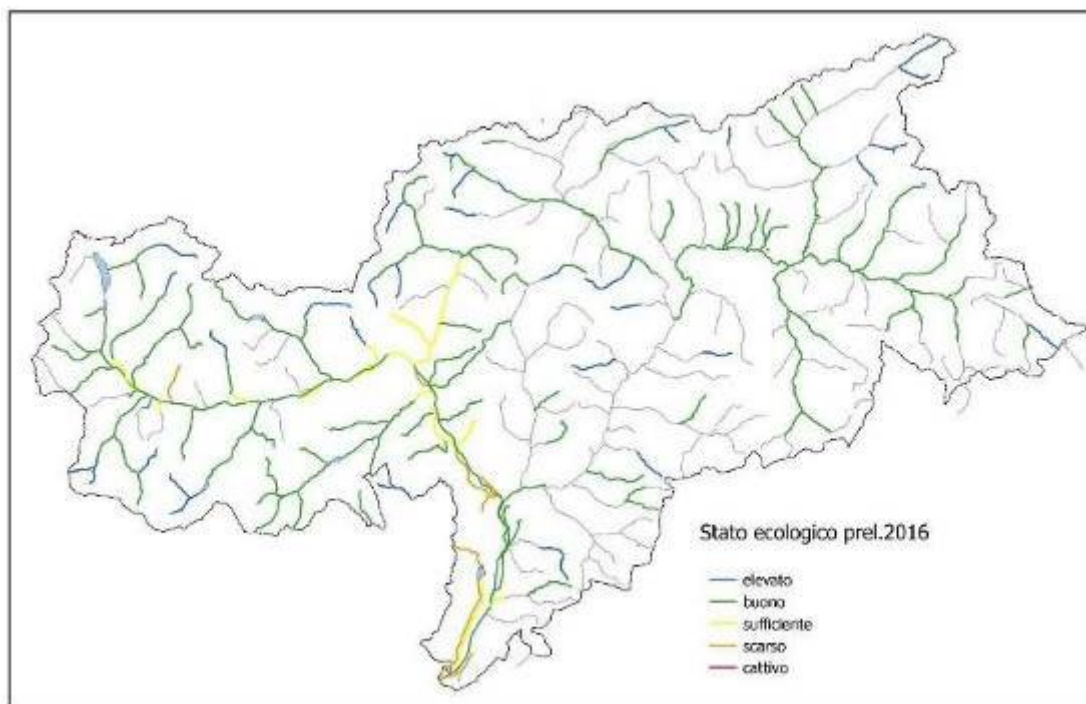 Stato ecologico prel.2016
elevato
buono
sufficiente
scarso
cattivo